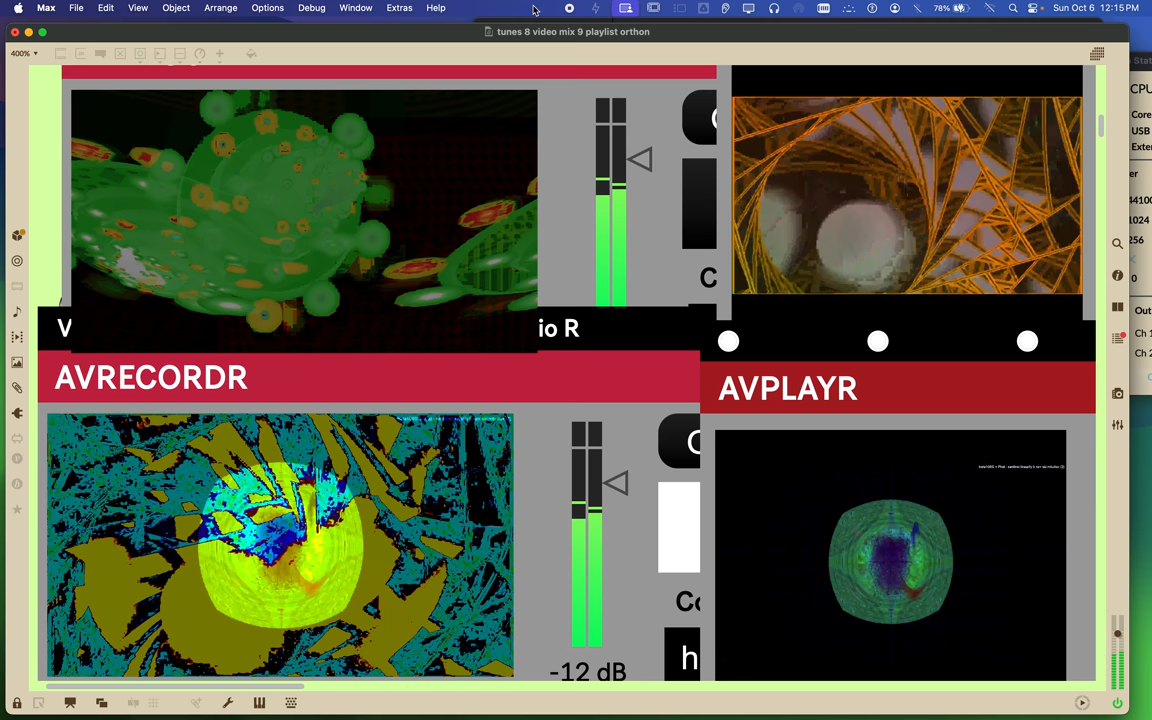 Max File Edit View Object Arrange Options Debug Window Extras Help 78% Sun Oct 6 12:15 PM
tunes 8 video mix 9 playlist orthon
400%
Stat
CPU
Core
USB
Exter
er
44100
1024
256
0
Out
Ch 1
Ch 2
C
V
io R
AVRECORDR
AVPLAYR
C
Co
h
-12 dB